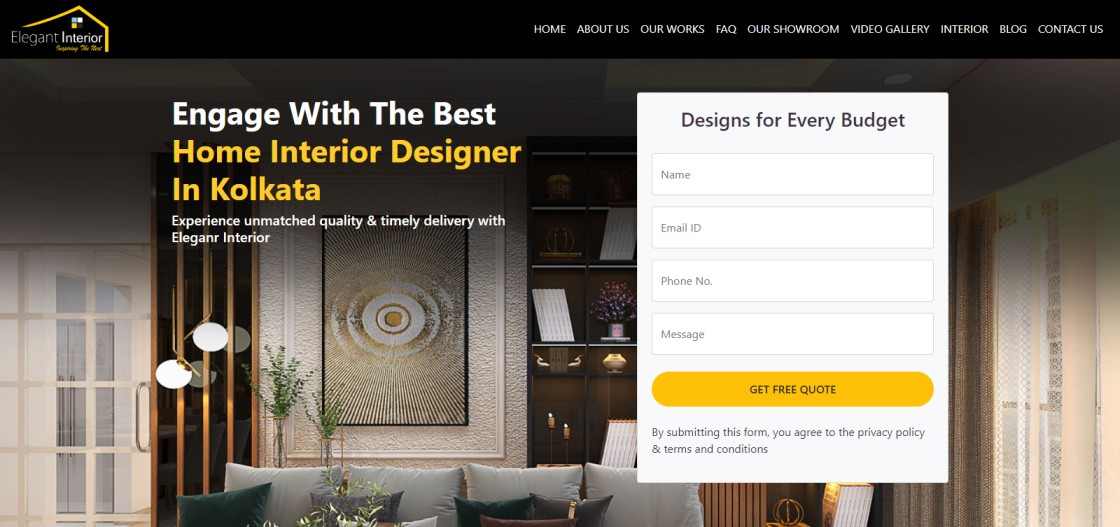 Elegant Interior
Inspiring The Nest
HOME ABOUT US OUR WORKS FAQ OUR SHOWROOM VIDEO GALLERY INTERIOR BLOG CONTACT US
Engage With The Best
Home Interior Designer
In Kolkata
Experience unmatched quality & timely delivery with
Eleganr Interior
Designs for Every Budget
Name
Email ID
Phone No.
Message
GET FREE QUOTE
By submitting this form, you agree to the privacy policy
& terms and conditions